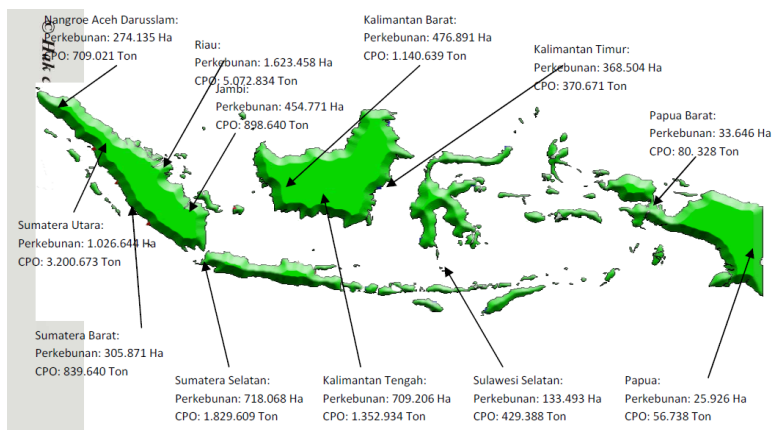 Nangroe Aceh Darusslam:
Perkebunan: 274.135 Ha
CPO: 709.021 Ton
Riau:
Perkebunan: 1.623.458 Ha
CPO: 5.072.834 Ton
Jambi:
Perkebunan: 454.771 Ha
CPO: 898.640 Ton
Kalimantan Barat:
Perkebunan: 476.891 Ha
CPO: 1.140.639 Ton
Kalimantan Timur:
Perkebunan: 368.504 Ha
CPO: 370.671 Ton
Papua Barat:
Perkebunan: 33.646 Ha
CPO: 80. 328 Ton
Sumatera Utara:
Perkebunan: 1.026.644 Ha
CPO: 3.200.673 Ton
Sumatera Barat:
Perkebunan: 305.871 Ha
CPO: 839.640 Ton
Sumatera Selatan:
Perkebunan: 718.068 Ha
CPO: 1.829.609 Ton
Kalimantan Tengah:
Perkebunan: 709.206 Ha
CPO: 1.352.934 Ton
Sulawesi Selatan:
Perkebunan: 133.493 Ha
CPO: 429.388 Ton
Papua:
Perkebunan: 25.926 Ha
CPO: 56.738 Ton
© Hak